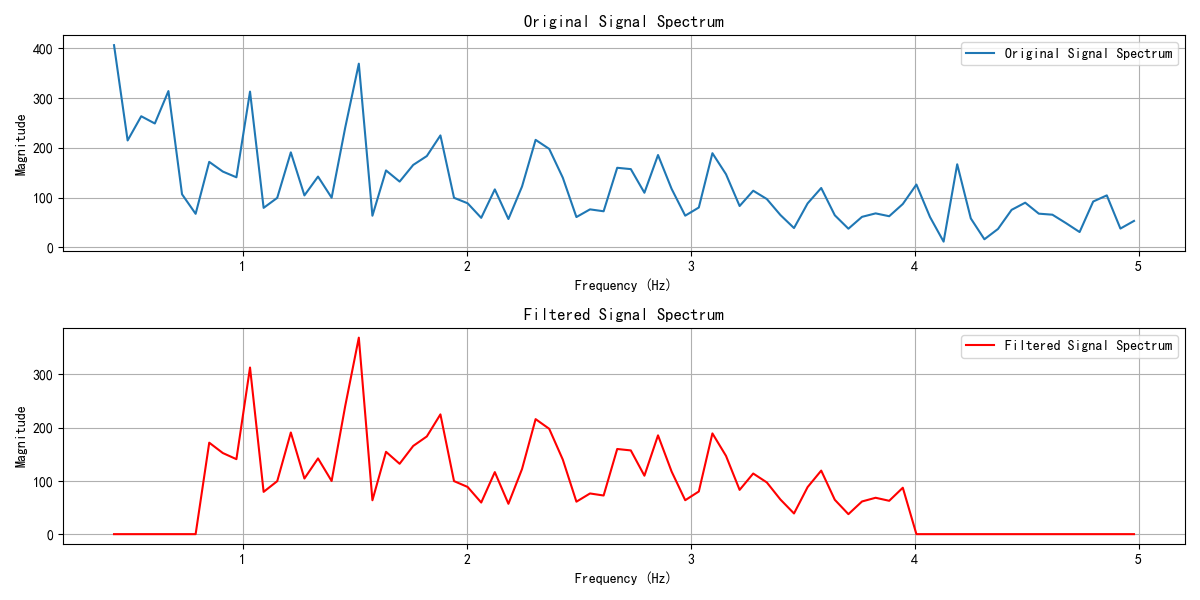 Original Signal Spectrum
Original Signal Spectrum
Magnitude
400
300
200
100
0
1 2 3 4 5
Frequency (Hz)
Filtered Signal Spectrum
Filtered Signal Spectrum
Magnitude
300
200
100
0
1 2 3 4 5
Frequency (Hz)